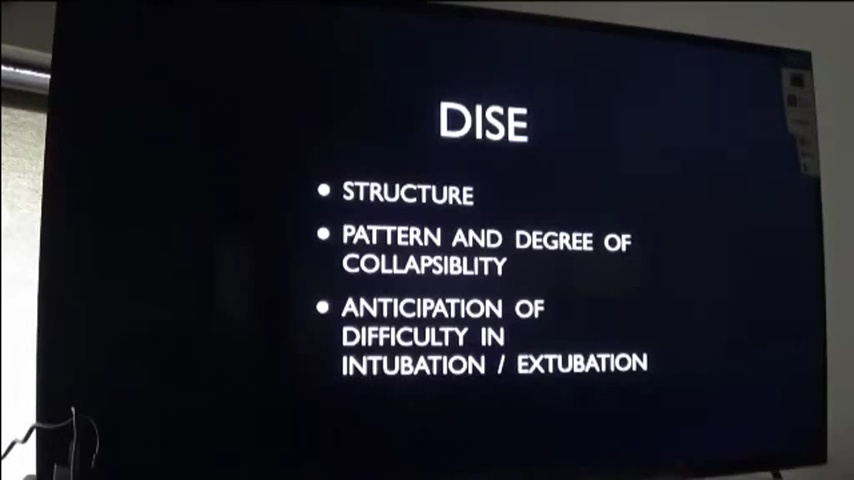 DISE
• STRUCTURE
• PATTERN AND DEGREE OF
COLLAPSIBLITY
• ANTICIPATION OF
DIFFICULTY IN
INTUBATION / EXTUBATION